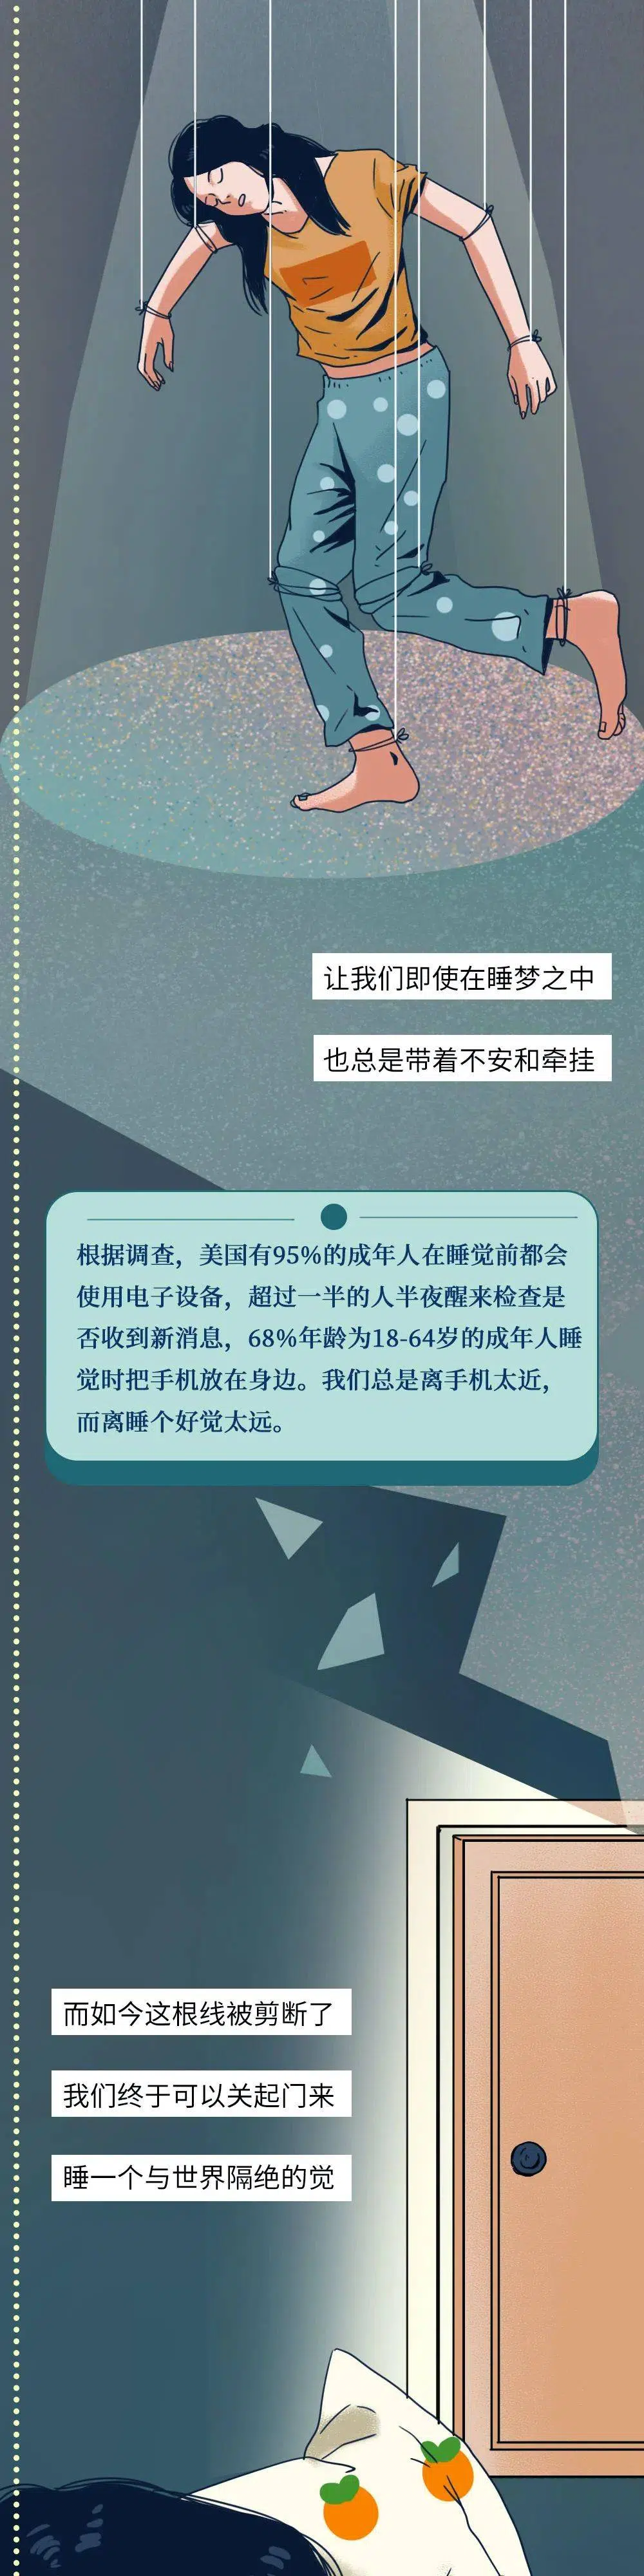 让我们即使在睡梦之中
也总是带着不安和牵挂
根据调查，美国有95%的成年人在睡觉前都会
使用电子设备，超过一半的人半夜醒来检查是
否收到新消息，68%年龄为18-64岁的成年人睡
觉时把手机放在身边。我们总是离手机太近，
而离睡个好觉太远。
而如今这根线被剪断了
我们终于可以关起门来
睡一个与世界隔绝的觉